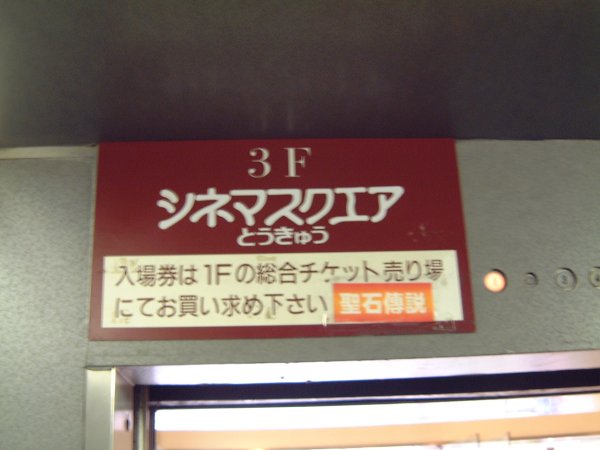 3F
シネマスクエア
とうきゅう
入場券は1Fの総合チケット売り場
にてお買い求め下さい 聖石傳説
1